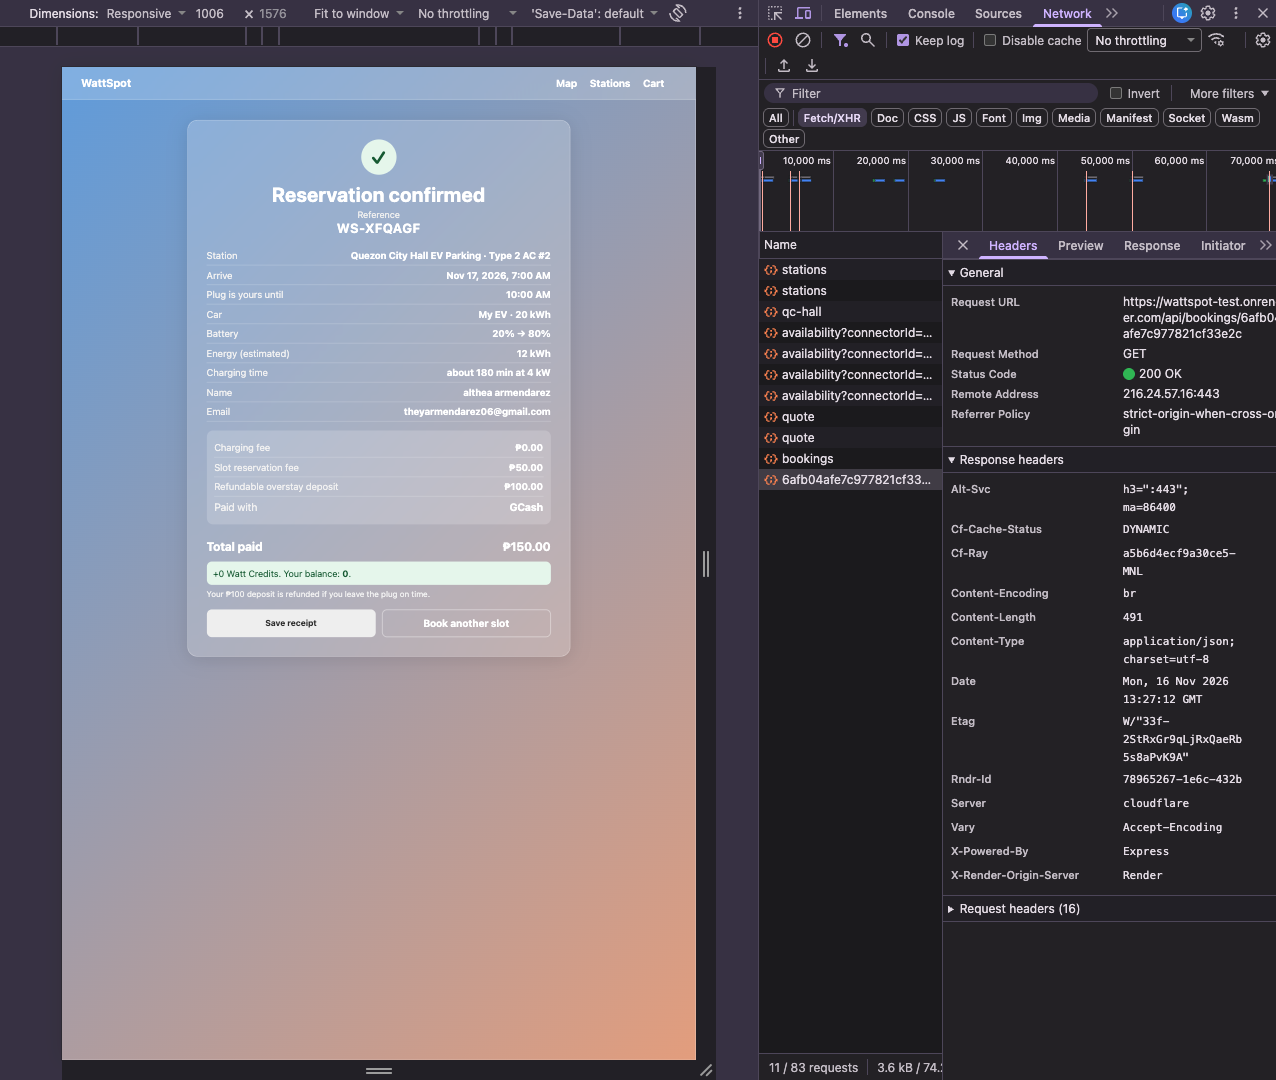 Dimensions: Responsive 1006 × 1576 Fit to window No throttling 'Save-Data': default
WattSpot
Map Stations Cart
Reservation confirmed
Reference
WS-XFQAGF
Station Quezon City Hall EV Parking · Type 2 AC #2
Arrive Nov 17, 2026, 7:00 AM
Plug is yours until 10:00 AM
Car My EV · 20 kWh
Battery 20% → 80%
Energy (estimated) 12 kWh
Charging time about 180 min at 4 kW
Name althea armendarez
Email theyarmendarez06@gmail.com
Charging fee ₱0.00
Slot reservation fee ₱50.00
Refundable overstay deposit ₱100.00
Paid with GCash
Total paid ₱150.00
+0 Watt Credits. Your balance: 0.
Your ₱100 deposit is refunded if you leave the plug on time.
Save receipt Book another slot
Elements Console Sources Network
Keep log Disable cache No throttling
Filter Invert More filters
All Fetch/XHR Doc CSS JS Font Img Media Manifest Socket Wasm
Other
10,000 ms 20,000 ms 30,000 ms 40,000 ms 50,000 ms 60,000 ms 70,000 ms
Name
stations
stations
qc-hall
availability?connectorId=...
availability?connectorId=...
availability?connectorId=...
availability?connectorId=...
quote
quote
bookings
6afb04afe7c977821cf33...
11 / 83 requests 3.6 kB / 74.
Headers Preview Response Initiator
General
Request URL https://wattspot-test.onren
er.com/api/bookings/6afb0
afe7c977821cf33e2c
Request Method GET
Status Code 200 OK
Remote Address 216.24.57.16:443
Referrer Policy strict-origin-when-cross-o
gin
Response headers
Alt-Svc h3=":443";
ma=86400
Cf-Cache-Status DYNAMIC
Cf-Ray a5b6d4ecf9a30ce5-
MNL
Content-Encoding br
Content-Length 491
Content-Type application/json;
charset=utf-8
Date Mon, 16 Nov 2026
13:27:12 GMT
Etag W/"33f-
2StRxGr9qLjRxQaeRb
5s8aPvK9A"
Rndr-Id 78965267-1e6c-432b
Server cloudflare
Vary Accept-Encoding
X-Powered-By Express
X-Render-Origin-Server Render
Request headers (16)